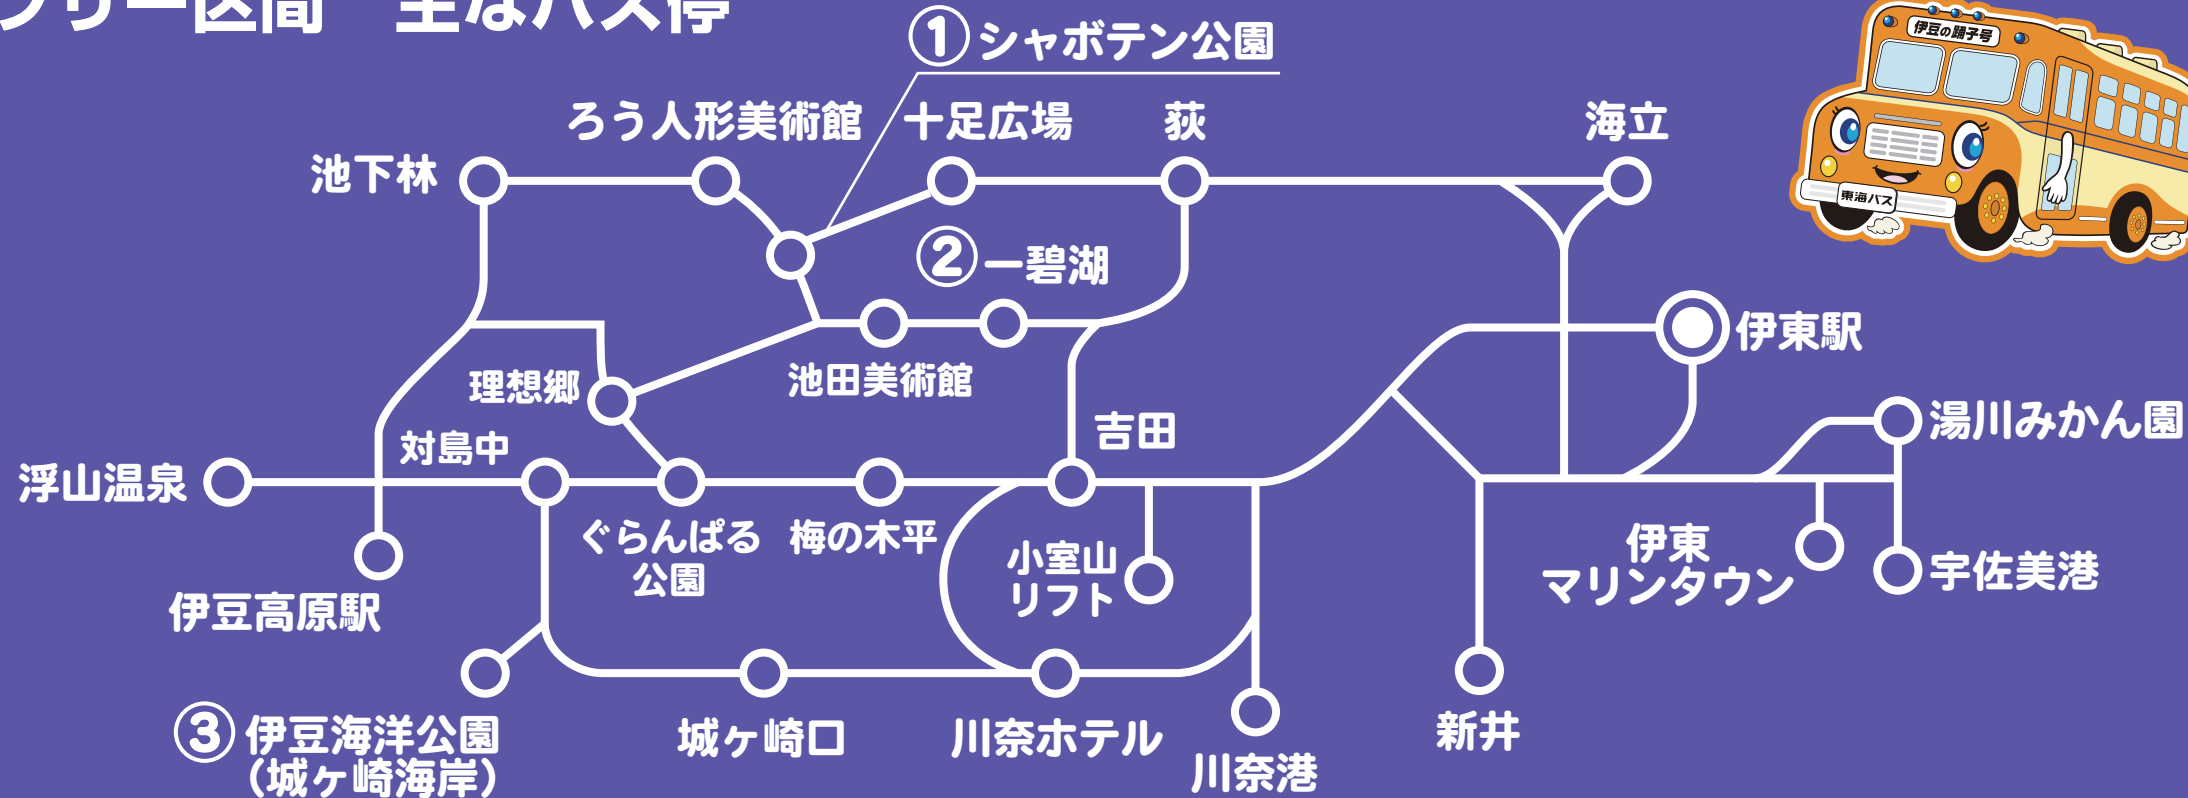 フリー区間 主なバス停
①シャボテン公園
伊豆の踊子号
東海バス
ろう人形美術館
十足広場
荻
海立
池下林
②一碧湖
伊東駅
池田美術館
理想郷
吉田
湯川みかん園
対島中
浮山温泉
ぐらんぱる
公園
梅の木平
小室山
リフト
伊東
マリンタウン
宇佐美港
伊豆高原駅
③伊豆海洋公園
(城ヶ崎海岸)
城ヶ崎口
川奈ホテル
川奈港
新井